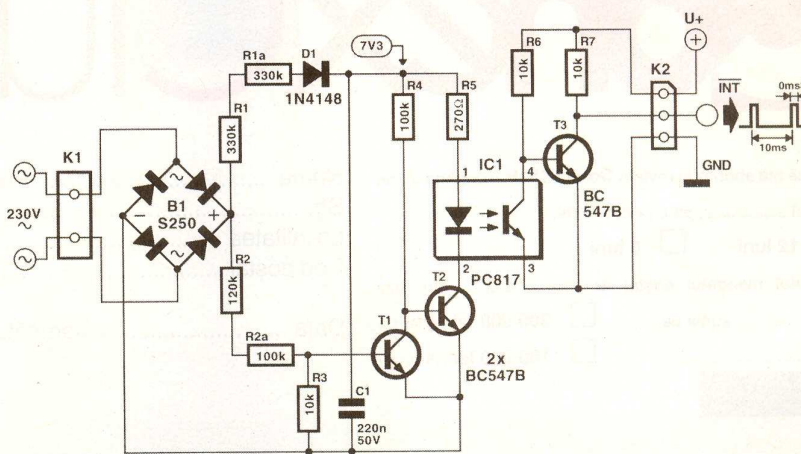 R1a
330k
D1
1N4148
7V3
R4
100k
R5
270Ω
R6
10k
R7
10k
K2
U+
INT
0ms
10ms
GND
R1
330k
K1
230V
~
B1
S250
~
~
−
+
IC1
1
4
2
3
PC817
T3
BC
547B
R2
120k
R2a
100k
R3
10k
T1
T2
2x
BC547B
C1
220n
50V